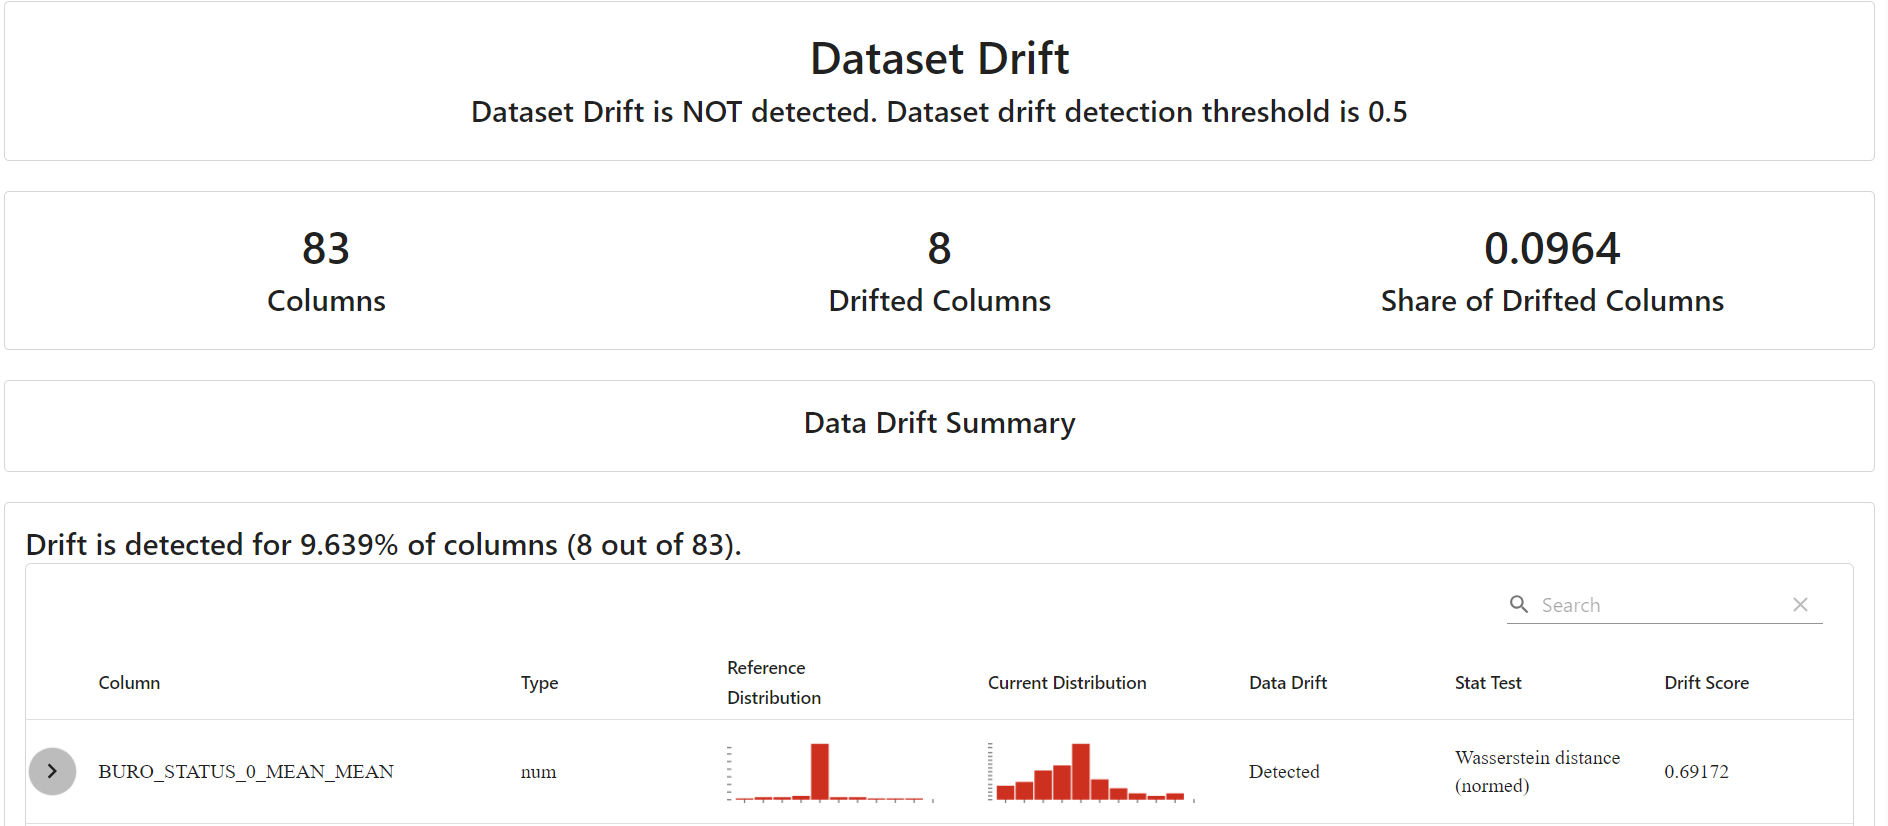 Dataset Drift
Dataset Drift is NOT detected. Dataset drift detection threshold is 0.5
83
Columns
8
Drifted Columns
0.0964
Share of Drifted Columns
Data Drift Summary
Drift is detected for 9.639% of columns (8 out of 83).
Search
Column Type Reference Distribution Current Distribution Data Drift Stat Test Drift Score
BURO_STATUS_0_MEAN_MEAN num Detected Wasserstein distance (normed) 0.69172